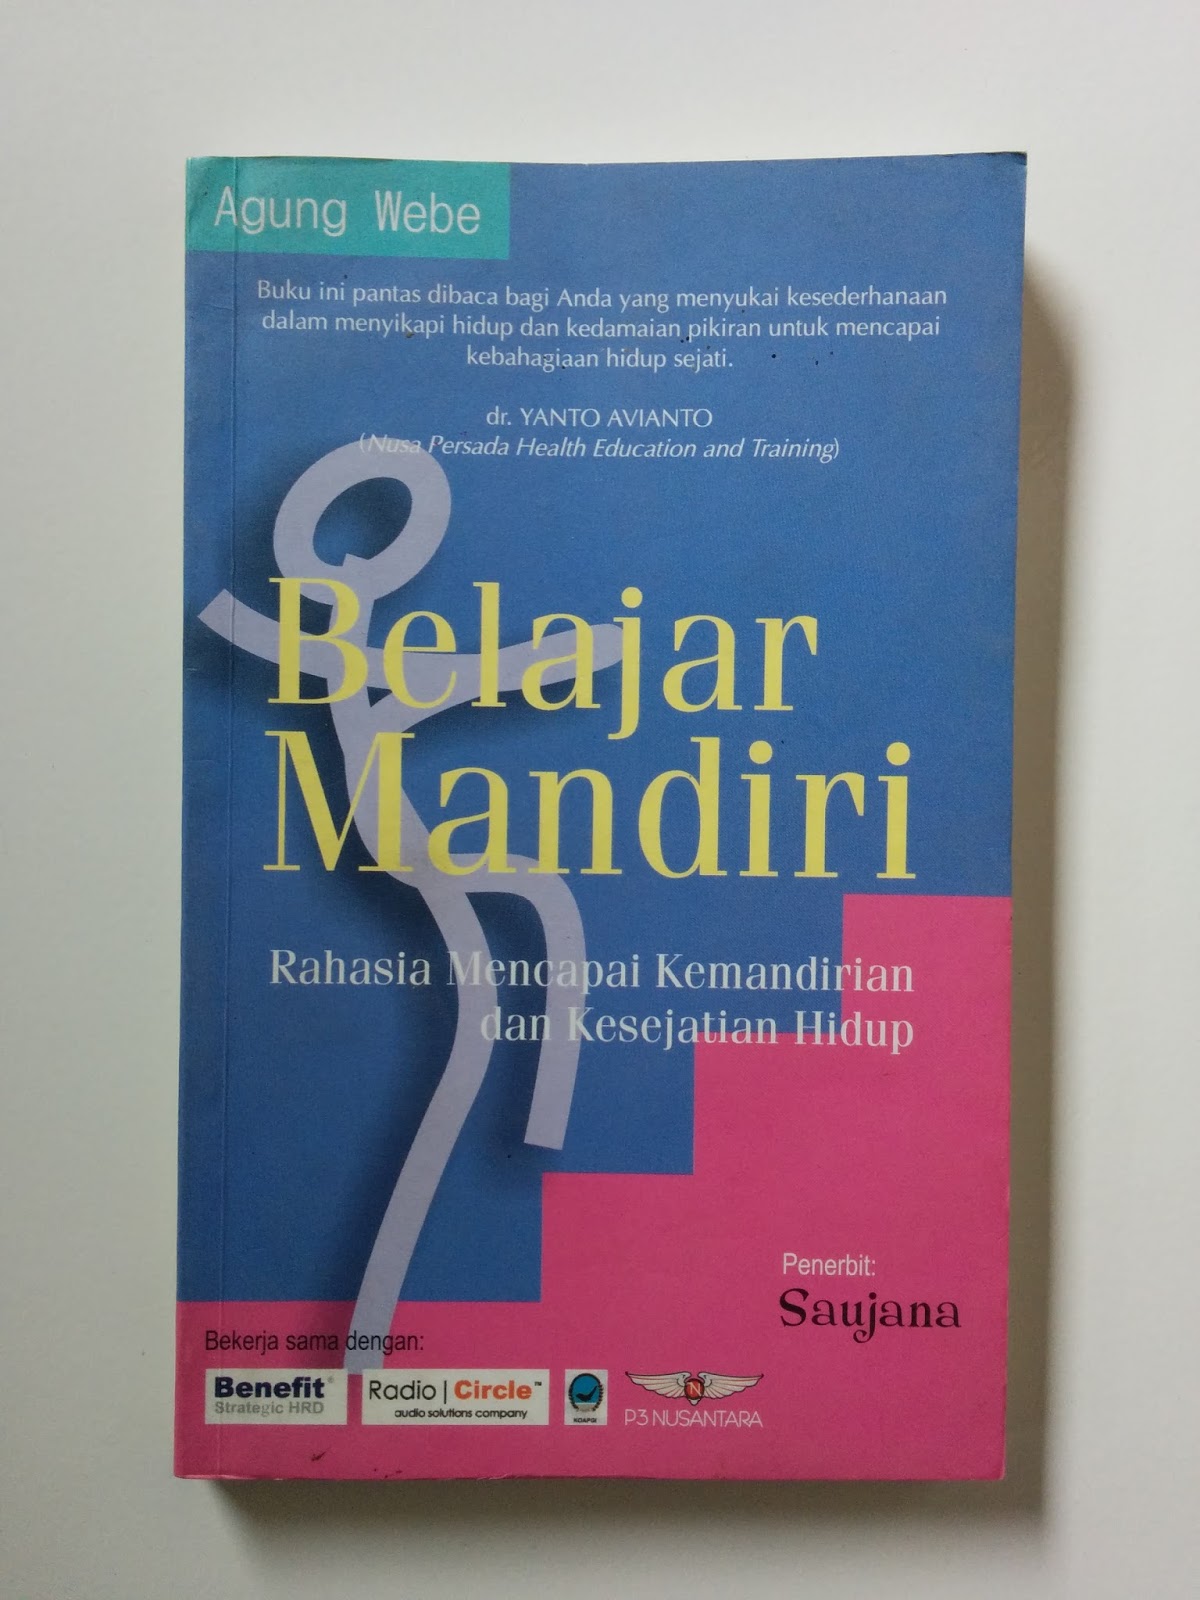 Agung Webe
Buku ini pantas dibaca bagi Anda yang menyukai kesederhanaan
dalam menyikapi hidup dan kedamaian pikiran untuk mencapai
kebahagiaan hidup sejati.
dr. YANTO AVIANTO
(Nusa Persada Health Education and Training)
Belajar
Mandiri
Rahasia Mencapai Kemandirian
dan Kesejatian Hidup
Penerbit:
Saujana
Bekerja sama dengan:
Benefit®
Strategic HRD
Radio | Circle™
audio solutions company
KOAPGI
N
P3 NUSANTARA